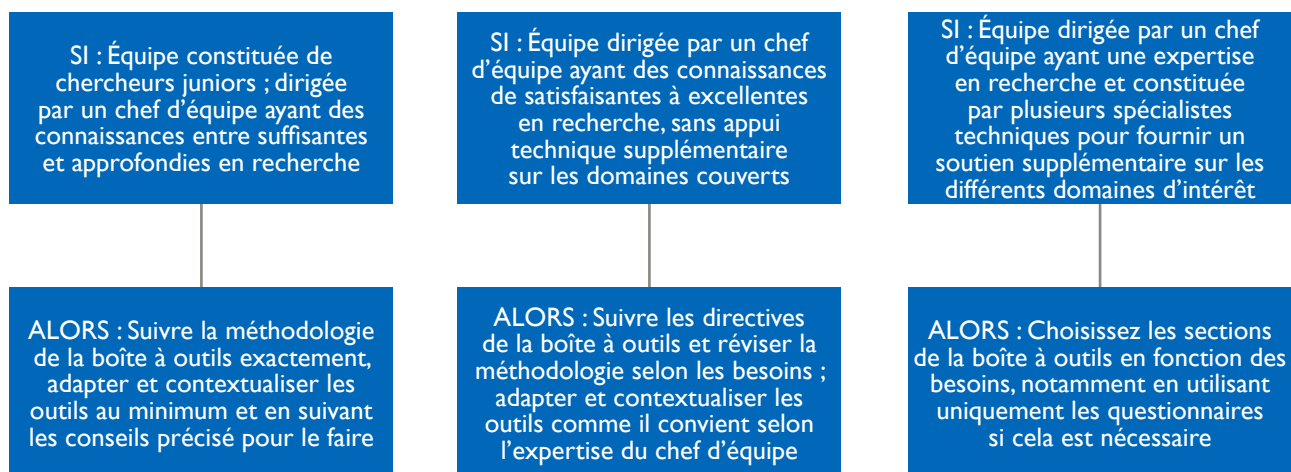 SI : Équipe constituée de
chercheurs juniors ; dirigée
par un chef d’équipe ayant des
connaissances entre suffisantes
et approfondies en recherche
SI : Équipe dirigée par un chef
d’équipe ayant des connaissances
de satisfaisantes à excellentes
en recherche, sans appui
technique supplémentaire
sur les domaines couverts
SI : Équipe dirigée par un chef
d’équipe ayant une expertise
en recherche et constituée
par plusieurs spécialistes
techniques pour fournir un
soutien supplémentaire sur les
différents domaines d’intérêt
ALORS : Suivre la méthodologie
de la boîte à outils exactement,
adapter et contextualiser les
outils au minimum et en suivant
les conseils précisé pour le faire
ALORS : Suivre les directives
de la boîte à outils et réviser la
méthodologie selon les besoins ;
adapter et contextualiser les
outils comme il convient selon
l’expertise du chef d’équipe
ALORS : Choisissez les sections
de la boîte à outils en fonction des
besoins, notamment en utilisant
uniquement les questionnaires
si cela est nécessaire